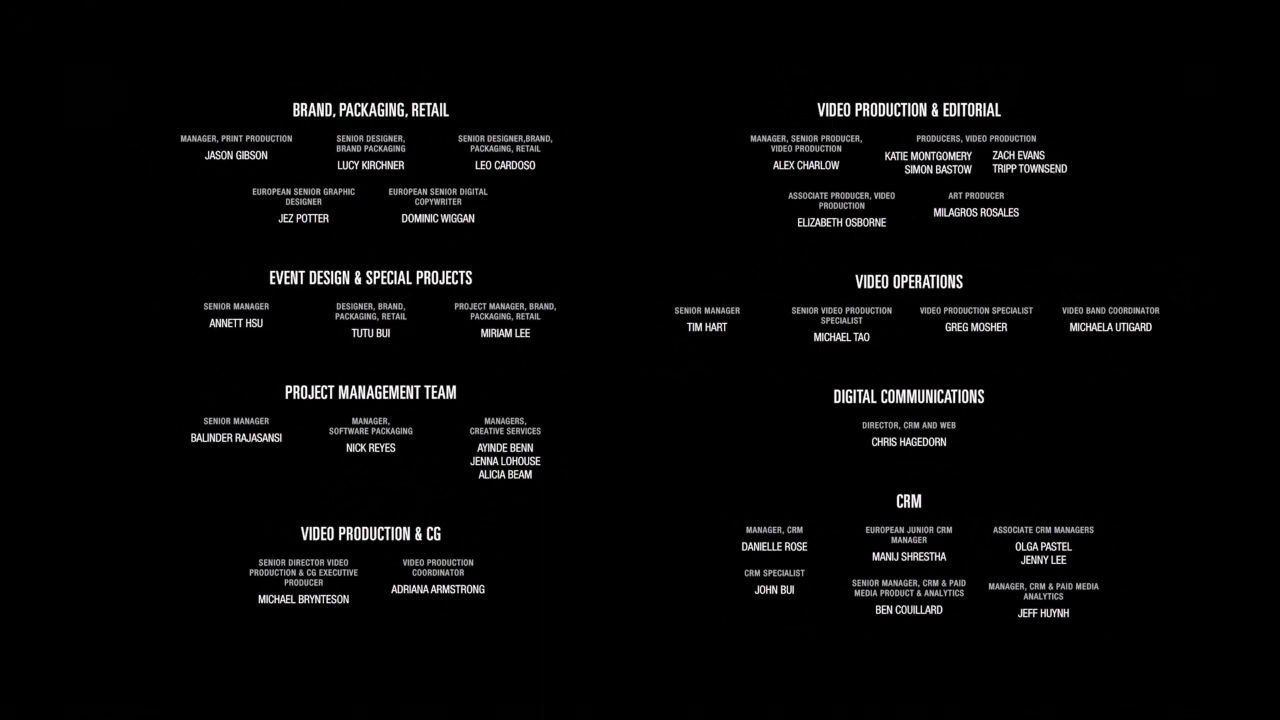 BRAND, PACKAGING, RETAIL
MANAGER, PRINT PRODUCTION
JASON GIBSON
SENIOR DESIGNER,
BRAND PACKAGING
LUCY KIRCHNER
SENIOR DESIGNER,BRAND,
PACKAGING, RETAIL
LEO CARDOSO
EUROPEAN SENIOR GRAPHIC
DESIGNER
JEZ POTTER
EUROPEAN SENIOR DIGITAL
COPYWRITER
DOMINIC WIGGAN
EVENT DESIGN & SPECIAL PROJECTS
SENIOR MANAGER
ANNETT HSU
DESIGNER, BRAND,
PACKAGING, RETAIL
TUTU BUI
PROJECT MANAGER, BRAND,
PACKAGING, RETAIL
MIRIAM LEE
PROJECT MANAGEMENT TEAM
SENIOR MANAGER
BALINDER RAJASANSI
MANAGER,
SOFTWARE PACKAGING
NICK REYES
MANAGERS,
CREATIVE SERVICES
AYINDE BENN
JENNA LOHOUSE
ALICIA BEAM
VIDEO PRODUCTION & CG
SENIOR DIRECTOR VIDEO
PRODUCTION & CG EXECUTIVE
PRODUCER
MICHAEL BRYNTESON
VIDEO PRODUCTION
COORDINATOR
ADRIANA ARMSTRONG
VIDEO PRODUCTION & EDITORIAL
MANAGER, SENIOR PRODUCER,
VIDEO PRODUCTION
ALEX CHARLOW
PRODUCERS, VIDEO PRODUCTION
KATIE MONTGOMERY
SIMON BASTOW
ZACH EVANS
TRIPP TOWNSEND
ASSOCIATE PRODUCER, VIDEO
PRODUCTION
ELIZABETH OSBORNE
ART PRODUCER
MILAGROS ROSALES
VIDEO OPERATIONS
SENIOR MANAGER
TIM HART
SENIOR VIDEO PRODUCTION
SPECIALIST
MICHAEL TAO
VIDEO PRODUCTION SPECIALIST
GREG MOSHER
VIDEO BAND COORDINATOR
MICHAELA UTIGARD
DIGITAL COMMUNICATIONS
DIRECTOR, CRM AND WEB
CHRIS HAGEDORN
CRM
MANAGER, CRM
DANIELLE ROSE
EUROPEAN JUNIOR CRM
MANAGER
MANIJ SHRESTHA
ASSOCIATE CRM MANAGERS
OLGA PASTEL
JENNY LEE
CRM SPECIALIST
JOHN BUI
SENIOR MANAGER, CRM & PAID
MEDIA PRODUCT & ANALYTICS
BEN COUILLARD
MANAGER, CRM & PAID MEDIA
ANALYTICS
JEFF HUYNH